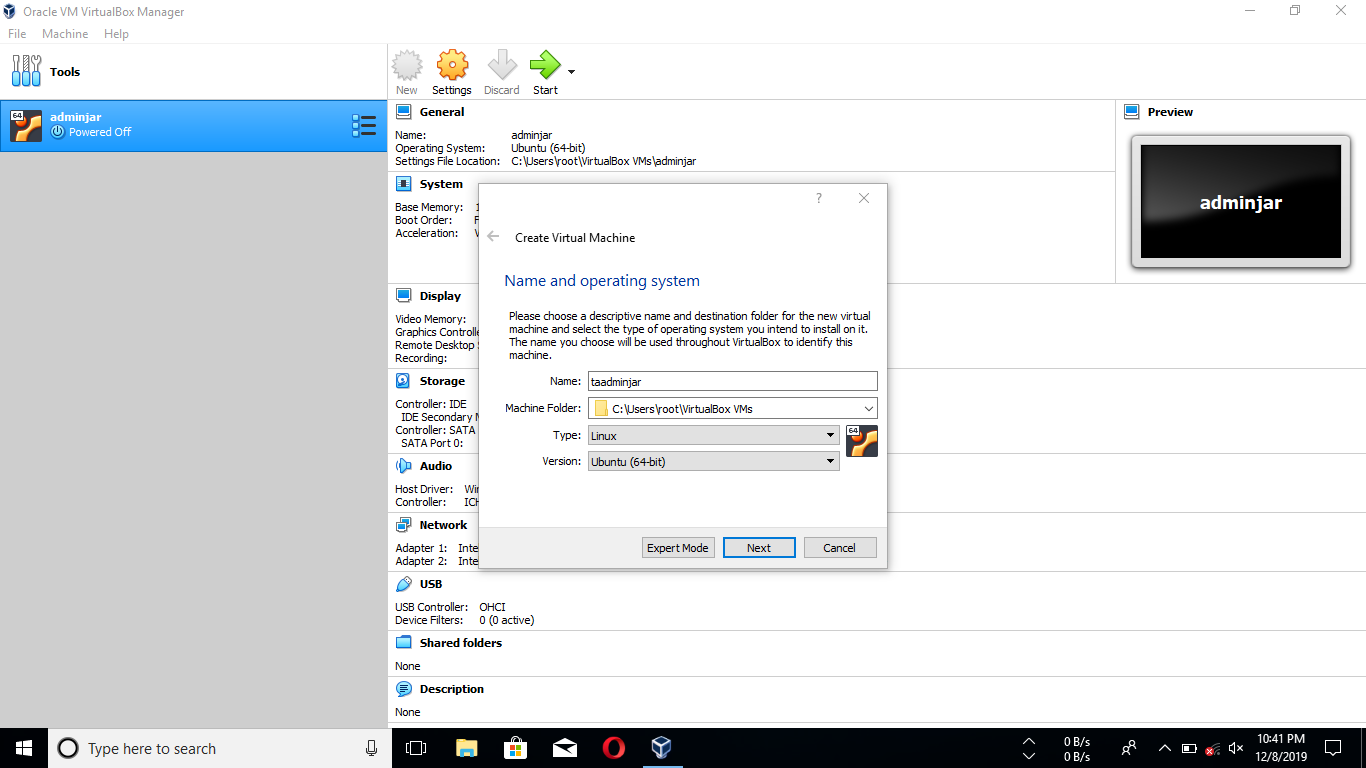 Oracle VM VirtualBox Manager
File Machine Help
Tools
New Settings Discard Start
64 adminjar
Powered Off
General
Name: adminjar
Operating System: Ubuntu (64-bit)
Settings File Location: C:\Users\root\VirtualBox VMs\adminjar
Preview
adminjar
System
Base Memory:
Boot Order:
Acceleration:
Display
Video Memory:
Graphics
Remote Desktop
Recording:
Storage
Controller: IDE
IDE Secondary
Controller: SATA
SATA Port 0:
Audio
Host Driver:
Controller:
Network
Adapter 1:
Adapter 2:
USB
USB Controller: OHCI
Device Filters: 0 (0 active)
Shared folders
None
Description
None
?
Create Virtual Machine
Name and operating system
Please choose a descriptive name and destination folder for the new virtual
machine and select the type of operating system you intend to install on it.
The name you choose will be used throughout VirtualBox to identify this
machine.
Name: taadminjar
Machine Folder: C:\Users\root\VirtualBox VMs
Type: Linux
64
Version: Ubuntu (64-bit)
Expert Mode Next Cancel
Type here to search
0 B/s
0 B/s
10:41 PM
12/8/2019